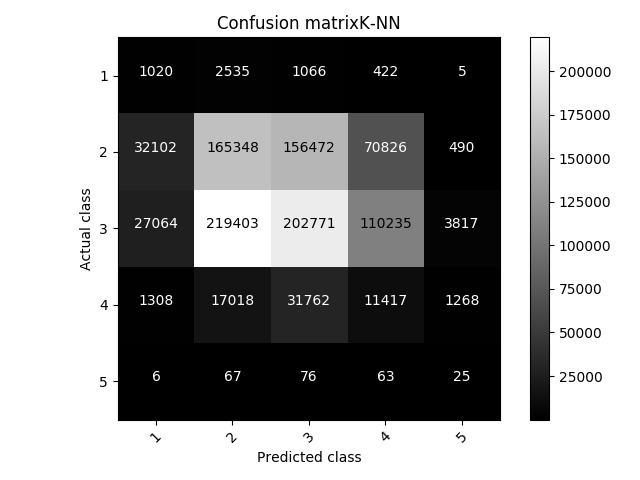 Confusion matrixK-NN
1 1020 2535 1066 422 5
2 32102 165348 156472 70826 490
3 27064 219403 202771 110235 3817
4 1308 17018 31762 11417 1268
5 6 67 76 63 25
1 2 3 4 5
Predicted class
Actual class
200000
175000
150000
125000
100000
75000
50000
25000